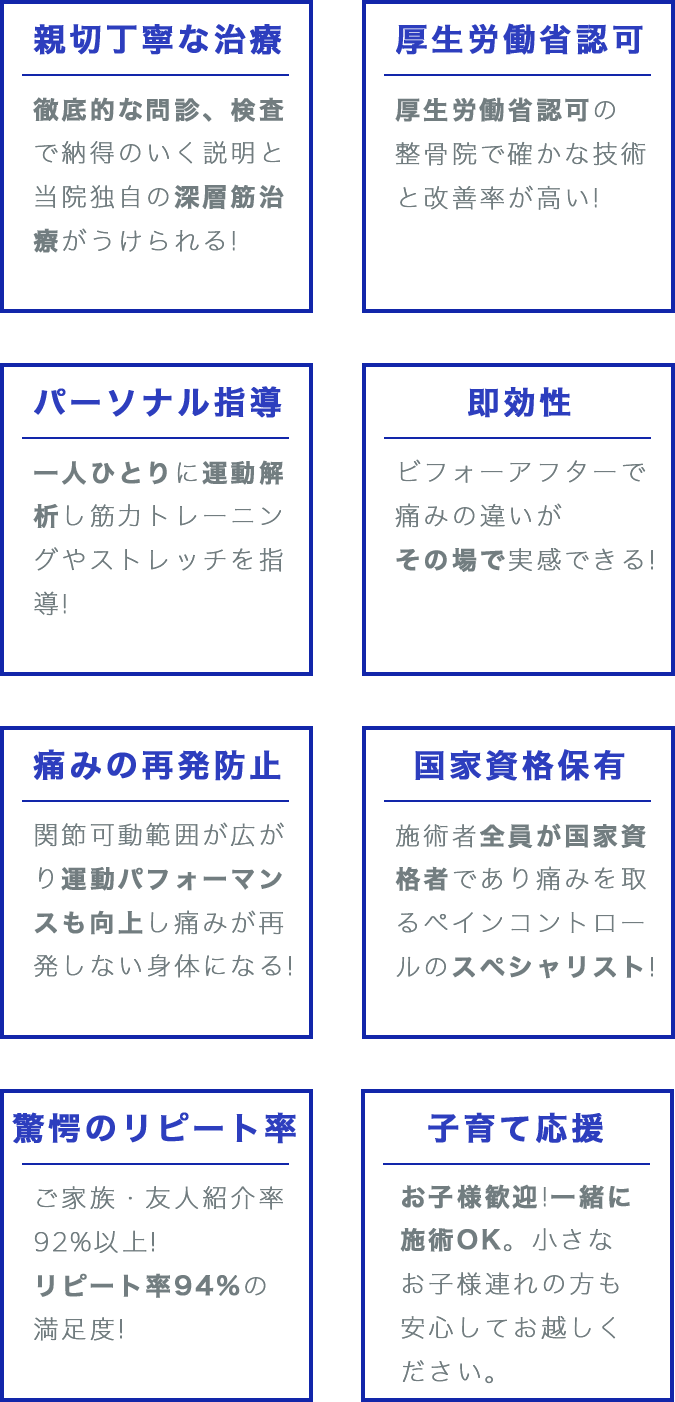 親切丁寧な治療
徹底的な問診、検査
で納得のいく説明と
当院独自の深層筋治
療がうけられる!
厚生労働省認可
厚生労働省認可の
整骨院で確かな技術
と改善率が高い!
パーソナル指導
一人ひとりに運動解
析し筋力トレーニン
グやストレッチを指
導!
即効性
ビフォーアフターで
痛みの違いが
その場で実感できる!
痛みの再発防止
関節可動範囲が広が
り運動パフォーマン
スも向上し痛みが再
発しない身体になる!
国家資格保有
施術者全員が国家資
格者であり痛みを取
るペインコントロー
ルのスペシャリスト!
驚愕のリピート率
ご家族・友人紹介率
92%以上!
リピート率94%の
満足度!
子育て応援
お子様歓迎!一緒に
施術OK。小さな
お子様連れの方も
安心してお越しく
ださい。